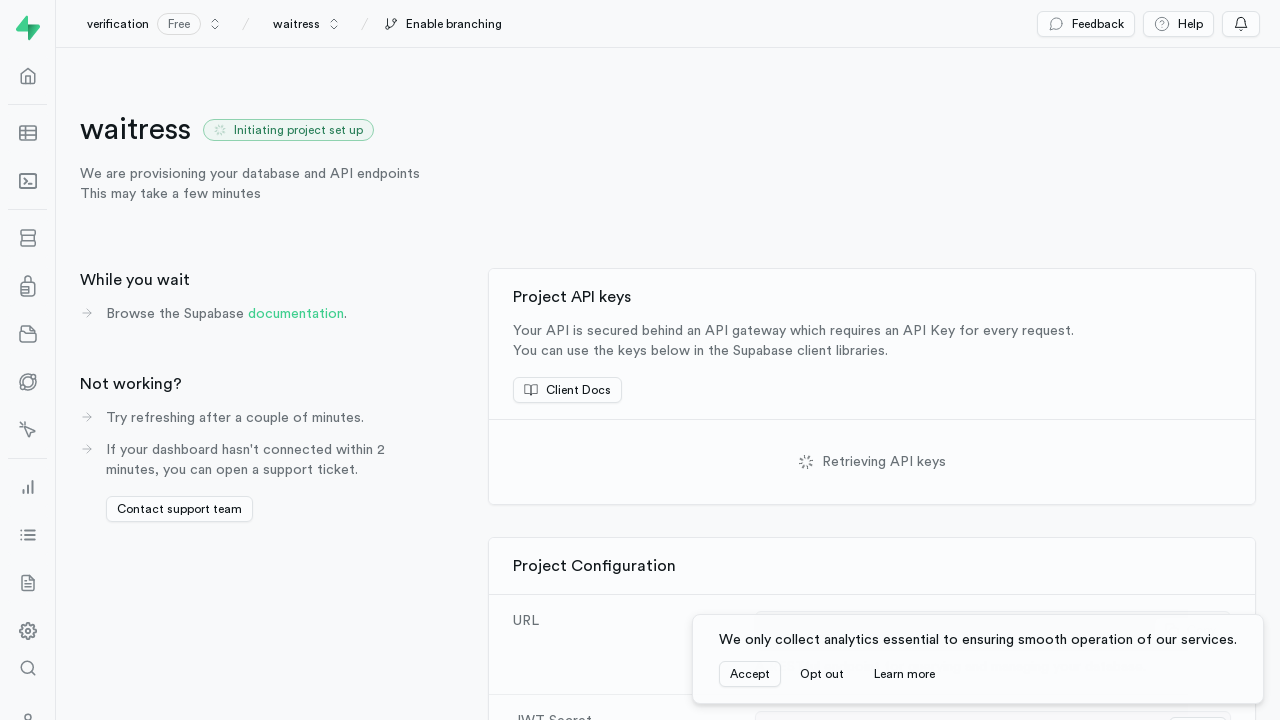 verification Free / waitress / Enable branching Feedback Help
waitress Initiating project set up
We are provisioning your database and API endpoints
This may take a few minutes
While you wait
Browse the Supabase documentation.
Not working?
Try refreshing after a couple of minutes.
If your dashboard hasn't connected within 2
minutes, you can open a support ticket.
Contact support team
Project API keys
Your API is secured behind an API gateway which requires an API Key for every request.
You can use the keys below in the Supabase client libraries.
Client Docs
Retrieving API keys
Project Configuration
URL
JWT Secret
We only collect analytics essential to ensuring smooth operation of our services.
Accept Opt out Learn more